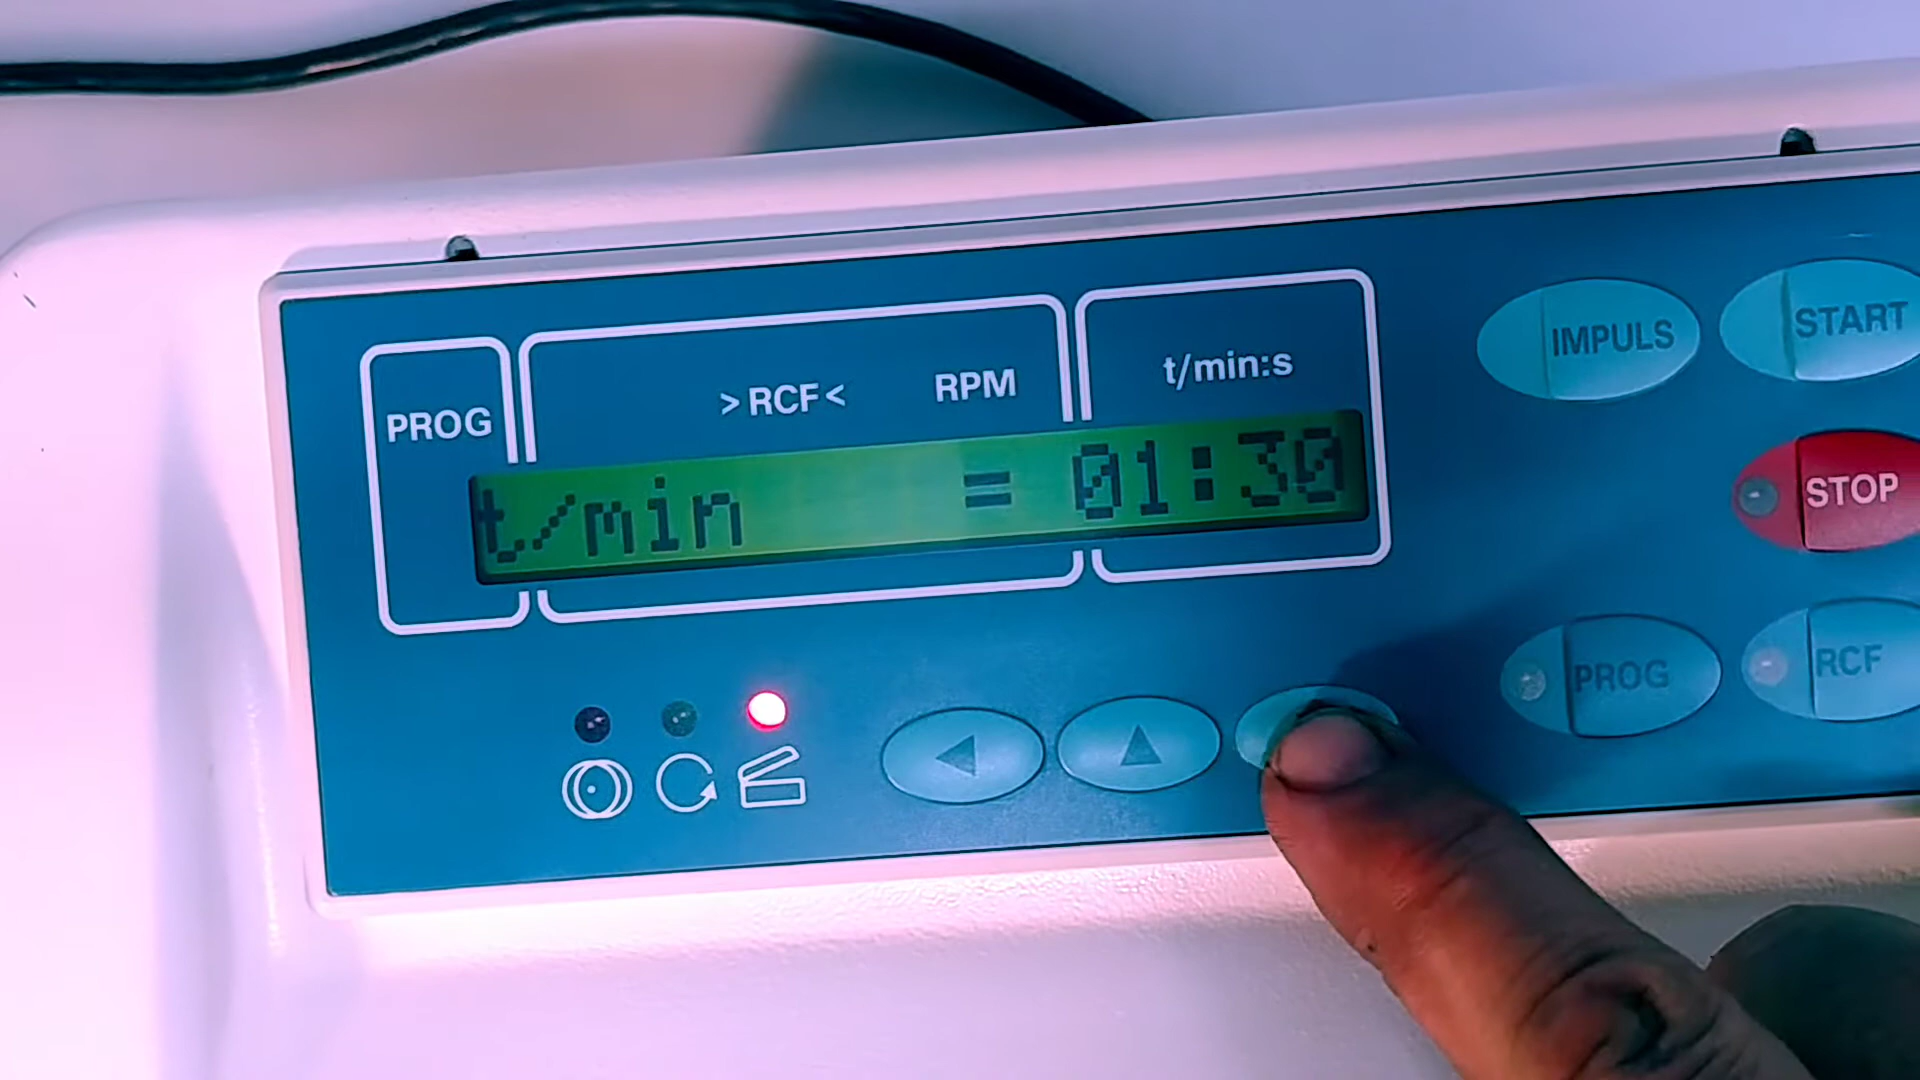 PROG
>RCF< RPM
t/min:s
t/min = 01:30
IMPULS
START
STOP
PROG
RCF